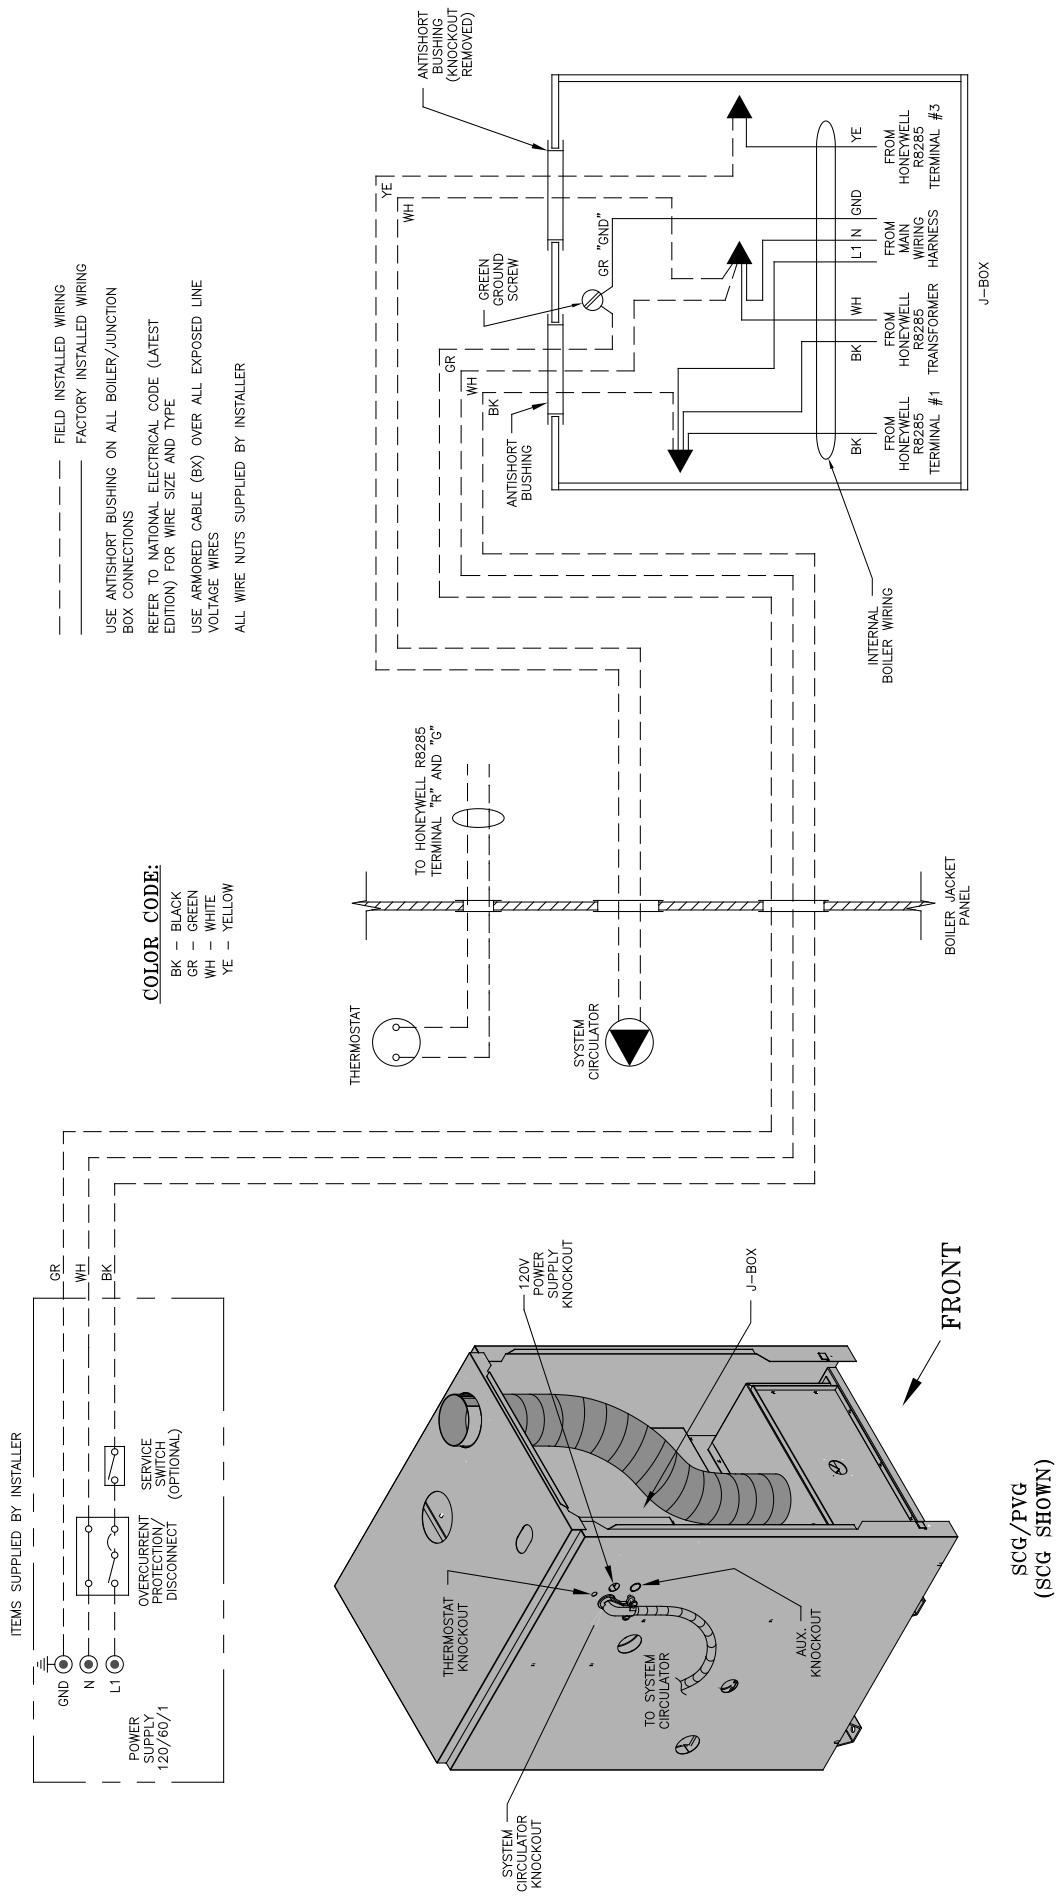 — — — FIELD INSTALLED WIRING
——— FACTORY INSTALLED WIRING
USE ANTISHORT BUSHING ON ALL BOILER/JUNCTION
BOX CONNECTIONS
REFER TO NATIONAL ELECTRICAL CODE (LATEST
EDITION) FOR WIRE SIZE AND TYPE
USE ARMORED CABLE (BX) OVER ALL EXPOSED LINE
VOLTAGE WIRES
ALL WIRE NUTS SUPPLIED BY INSTALLER
COLOR CODE:
BK – BLACK
GR – GREEN
WH – WHITE
YE – YELLOW
ITEMS SUPPLIED BY INSTALLER
GND
N
L1
POWER
SUPPLY
120/60/1
OVERCURRENT
PROTECTION/
DISCONNECT
SERVICE
SWITCH
(OPTIONAL)
GR
WH
BK
THERMOSTAT
TO HONEYWELL R8285
TERMINAL "R" AND "G"
SYSTEM
CIRCULATOR
BOILER JACKET
PANEL
ANTISHORT
BUSHING
(KNOCKOUT
REMOVED)
YE
WH
GR
WH
BK
GREEN
GROUND
SCREW
GR "GND"
ANTISHORT
BUSHING
INTERNAL
BOILER WIRING
BK
BK
WH
L1
N
GND
YE
FROM
HONEYWELL
R8285
TERMINAL #1
FROM
HONEYWELL
R8285
TRANSFORMER
FROM
MAIN
WIRING
HARNESS
FROM
HONEYWELL
R8285
TERMINAL #3
J-BOX
SYSTEM
CIRCULATOR
KNOCKOUT
THERMOSTAT
KNOCKOUT
120V
POWER
SUPPLY
KNOCKOUT
J-BOX
TO SYSTEM
CIRCULATOR
AUX.
KNOCKOUT
FRONT
SCG/PVG
(SCG SHOWN)